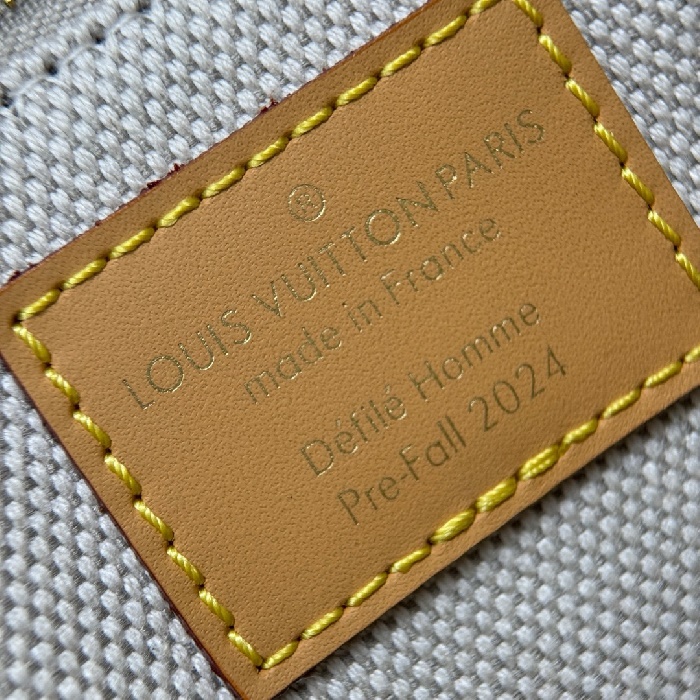 ®
LOUIS VUITTON PARIS
made in France
Défilé Homme
Pre-Fall 2024